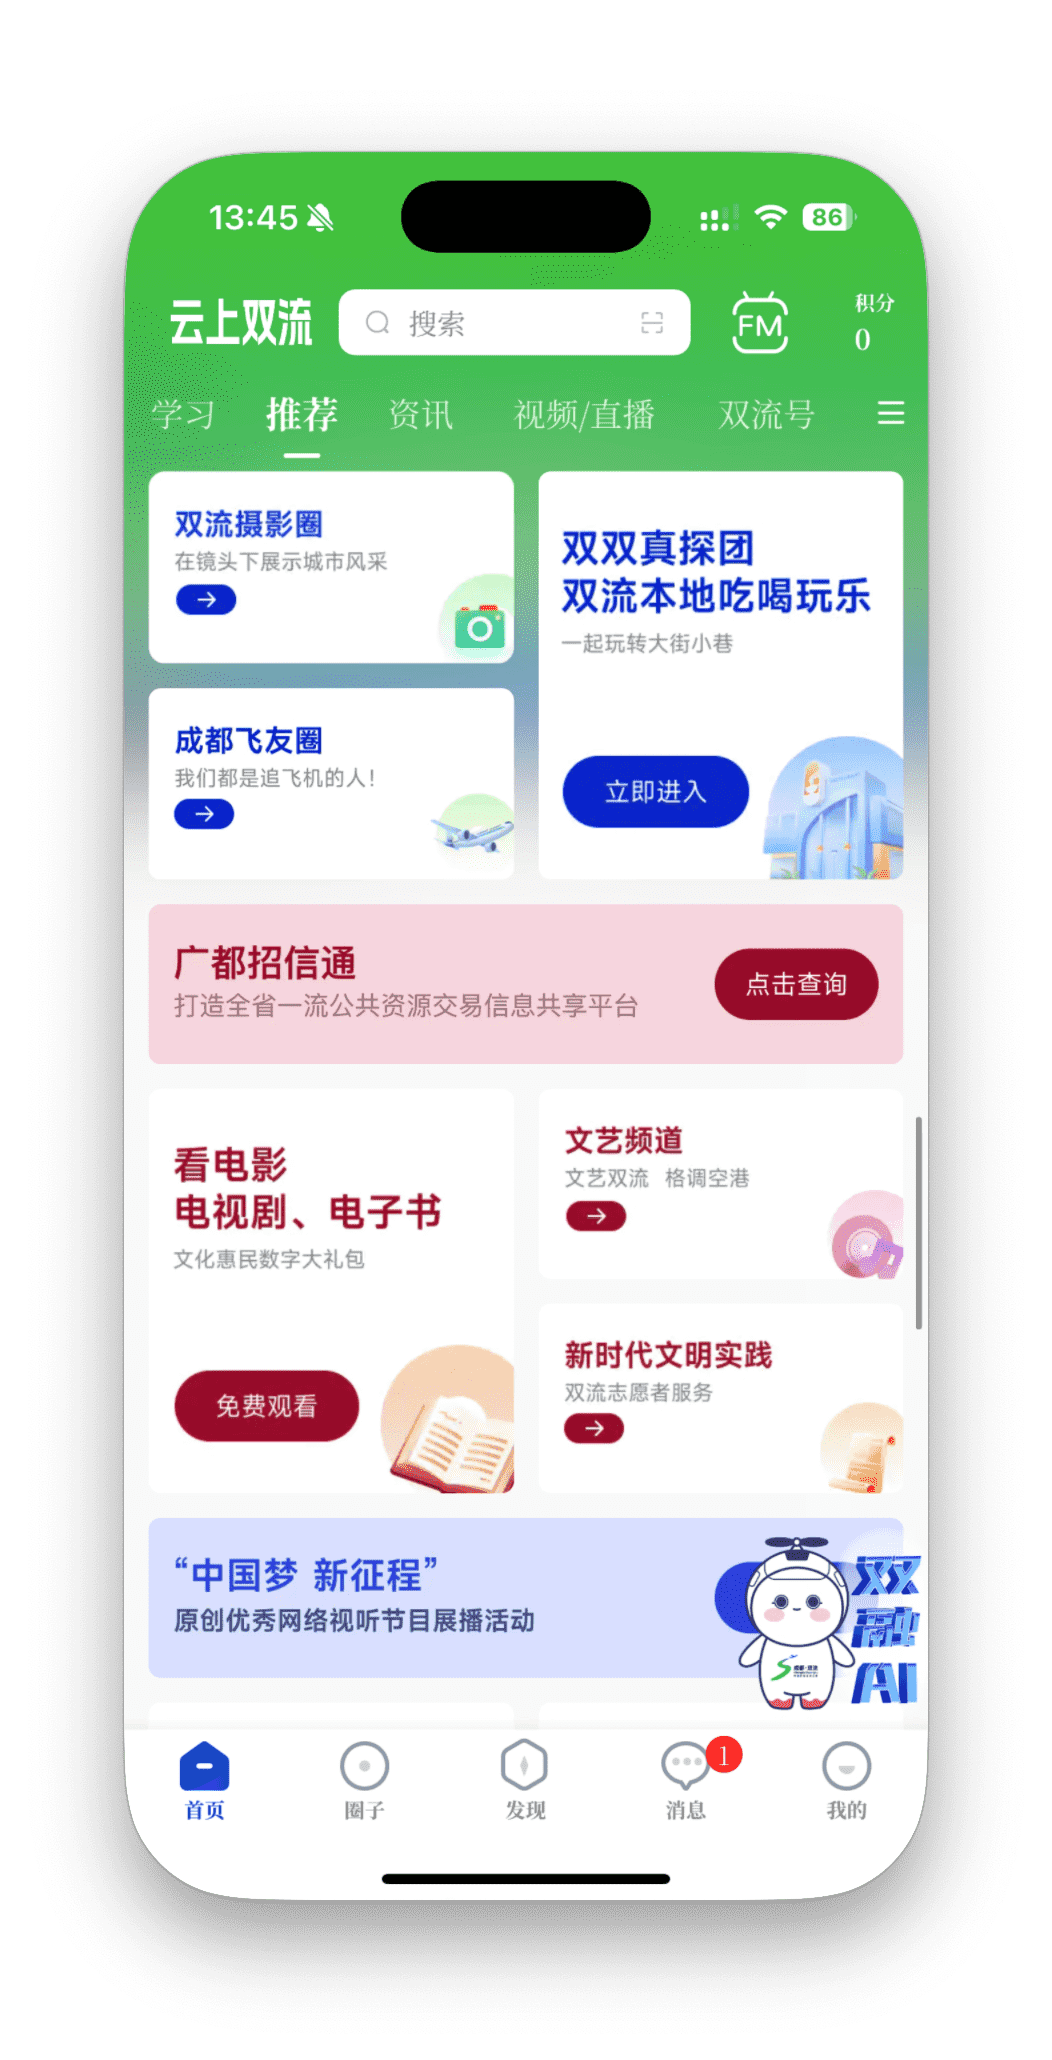 13:45
86
云上双流
搜索
FM
积分
0
学习
推荐
资讯
视频/直播
双流号
双流摄影圈
在镜头下展示城市风采
双双真探团
双流本地吃喝玩乐
一起玩转大街小巷
立即进入
成都飞友圈
我们都是追飞机的人!
广都招信通
打造全省一流公共资源交易信息共享平台
点击查询
看电影
电视剧、电子书
文化惠民数字大礼包
免费观看
文艺频道
文艺双流 格调空港
新时代文明实践
双流志愿者服务
“中国梦 新征程”
原创优秀网络视听节目展播活动
双融AI
首页
圈子
发现
消息
1
我的